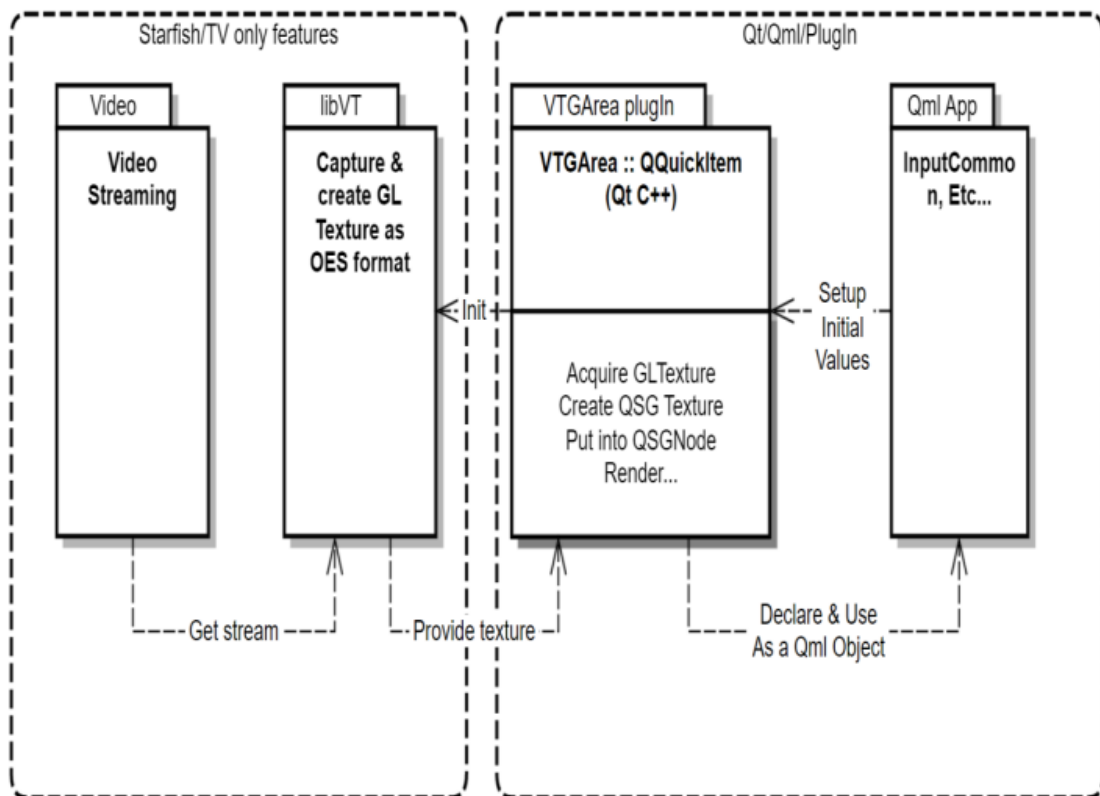 Starfish/TV only features
Qt/Qml/PlugIn
Video
libVT
VTGArea plugIn
Qml App
Video
Streaming
Capture &
create GL
Texture as
OES format
VTGArea :: QQuickItem
(Qt C++)
InputCommo
n, Etc...
Init
Setup
Initial
Values
Acquire GLTexture
Create QSG Texture
Put into QSGNode
Render...
Get stream
Provide texture
Declare & Use
As a Qml Object